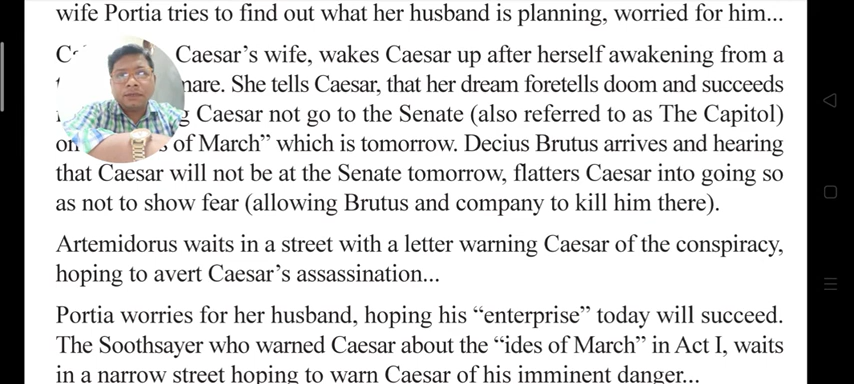 wife Portia tries to find out what her husband is planning, worried for him...
Caesar's wife, wakes Caesar up after herself awakening from a
She tells Caesar, that her dream foretells doom and succeeds
Caesar not go to the Senate (also referred to as The Capitol)
of March” which is tomorrow. Decius Brutus arrives and hearing
that Caesar will not be at the Senate tomorrow, flatters Caesar into going so
as not to show fear (allowing Brutus and company to kill him there).
Artemidorus waits in a street with a letter warning Caesar of the conspiracy,
hoping to avert Caesar’s assassination...
Portia worries for her husband, hoping his “enterprise” today will succeed.
The Soothsayer who warned Caesar about the “ides of March” in Act I, waits
in a narrow street hoping to warn Caesar of his imminent danger...